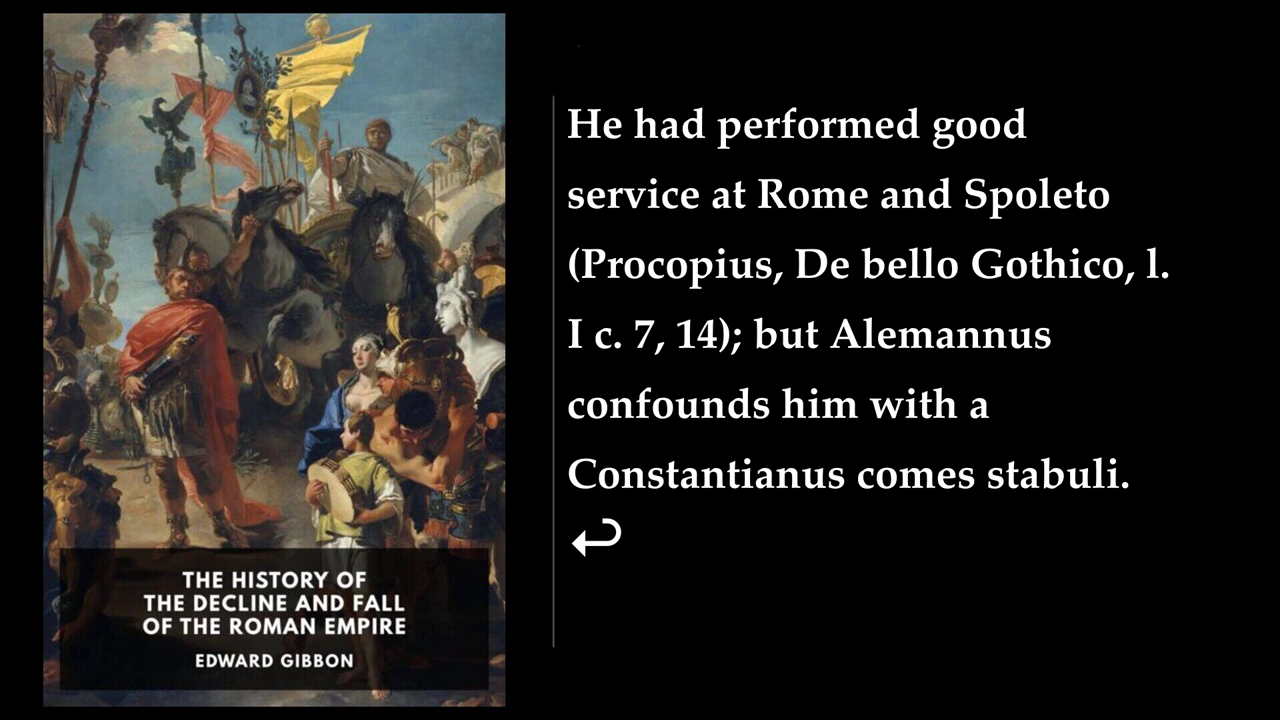 THE HISTORY OF
THE DECLINE AND FALL
OF THE ROMAN EMPIRE
EDWARD GIBBON
He had performed good
service at Rome and Spoleto
(Procopius, De bello Gothico, l.
I c. 7, 14); but Alemannus
confounds him with a
Constantianus comes stabuli.
↩